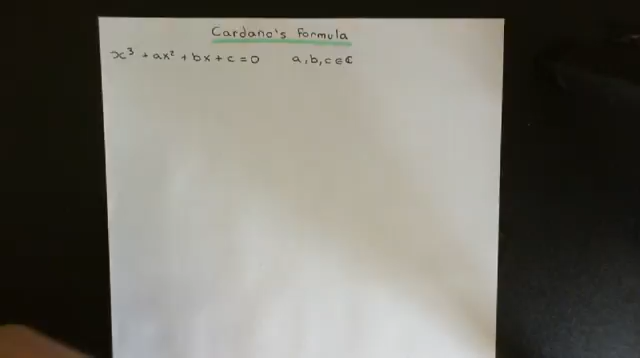 Cardano's Formula
x³ + ax² + bx + c = 0 a, b, c ∈ ℂ